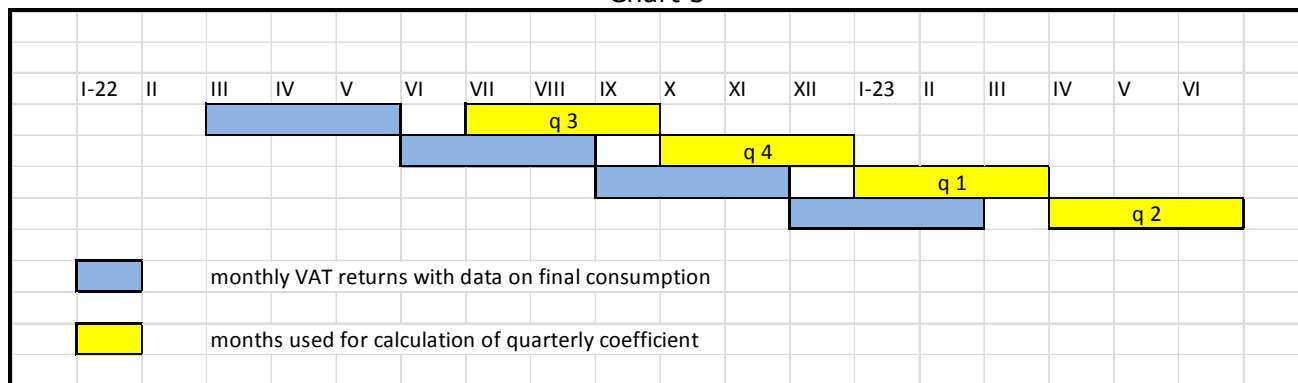 I-22 II III IV V VI VII VIII IX X XI XII I-23 II III IV V VI
q 3
q 4
q 1
q 2
monthly VAT returns with data on final consumption
months used for calculation of quarterly coefficient